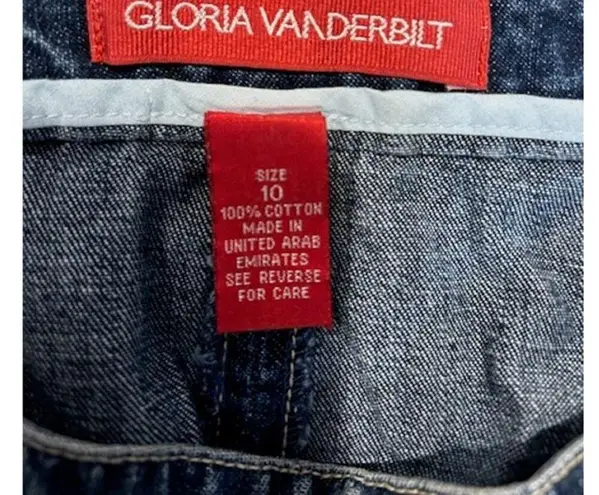 GLORIA VANDERBILT
SIZE
10
100% COTTON
MADE IN
UNITED ARAB
EMIRATES
SEE REVERSE
FOR CARE